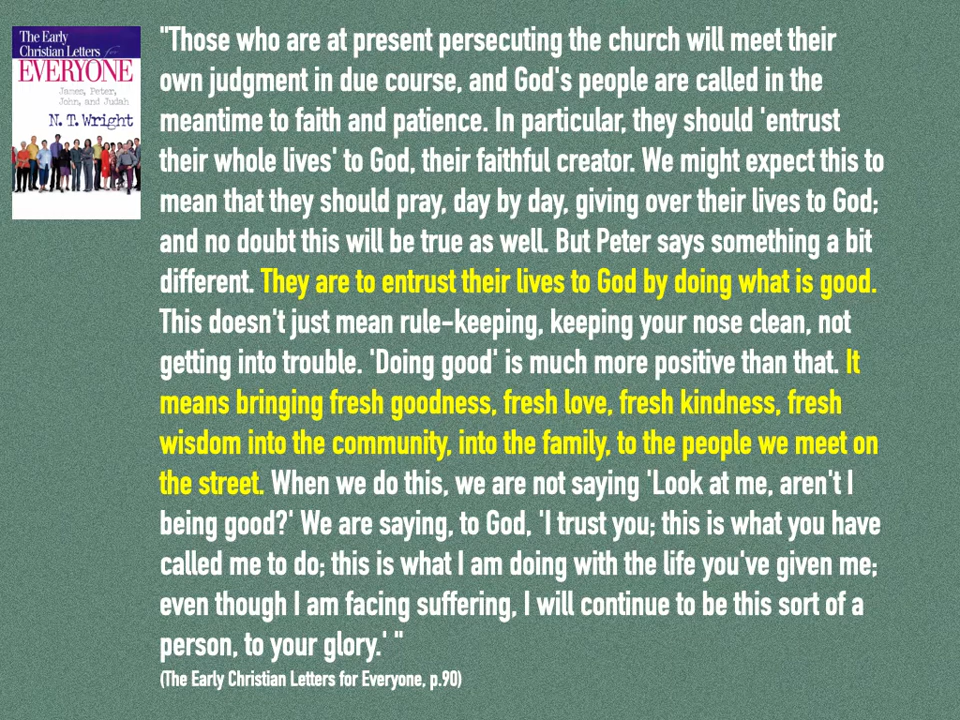 The Early
Christian Letters for
EVERYONE
James, Peter,
John, and Judah
N. T. Wright
"Those who are at present persecuting the church will meet their
own judgment in due course, and God's people are called in the
meantime to faith and patience. In particular, they should 'entrust
their whole lives' to God, their faithful creator. We might expect this to
mean that they should pray, day by day, giving over their lives to God;
and no doubt this will be true as well. But Peter says something a bit
different. They are to entrust their lives to God by doing what is good.
This doesn't just mean rule-keeping, keeping your nose clean, not
getting into trouble. 'Doing good' is much more positive than that. It
means bringing fresh goodness, fresh love, fresh kindness, fresh
wisdom into the community, into the family, to the people we meet on
the street. When we do this, we are not saying 'Look at me, aren't I
being good?' We are saying, to God, 'I trust you; this is what you have
called me to do; this is what I am doing with the life you've given me;
even though I am facing suffering, I will continue to be this sort of a
person, to your glory.' "
(The Early Christian Letters for Everyone, p.90)